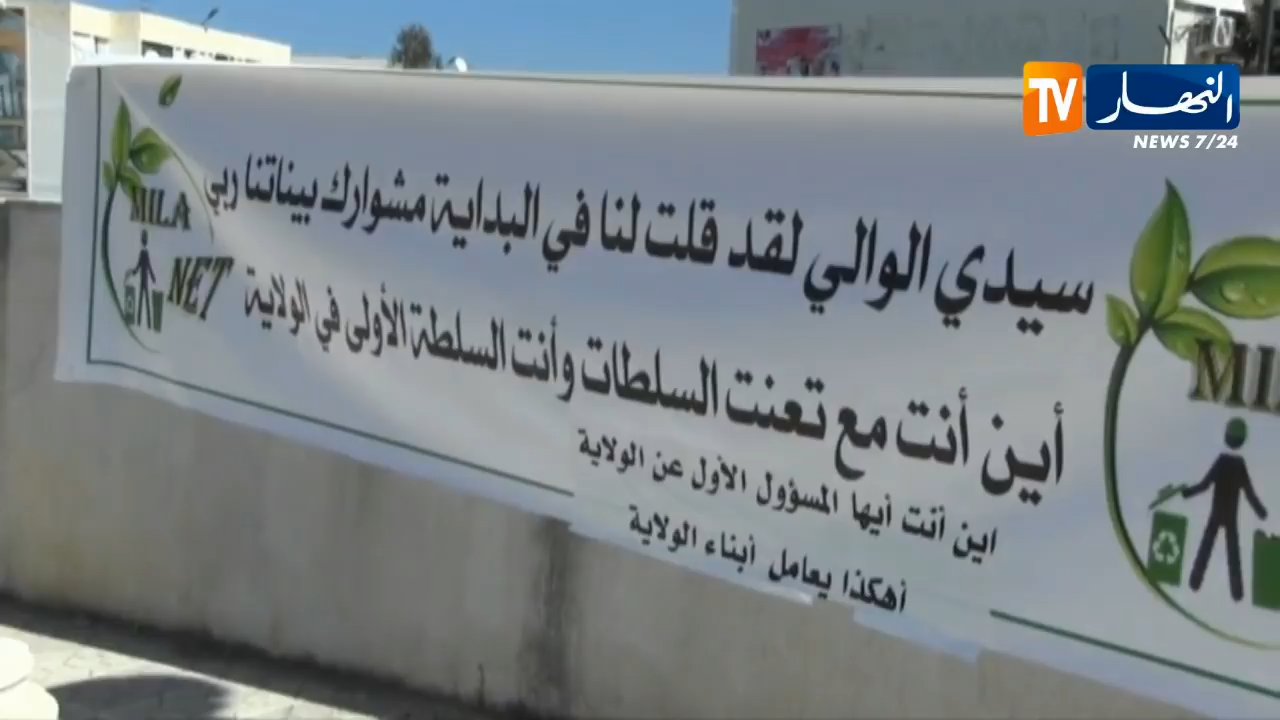 TV النهار
NEWS 7/24
سيدي الوالي لقد قلت لنا في البداية مشوارك بيناتنا ربي
أين أنت مع تعنت السلطات وأنت السلطة الأولى في الولاية
اين أنت أيها المسؤول الأول عن الولاية
أهكذا يعامل أبناء الولاية
MILA
NET
MILA